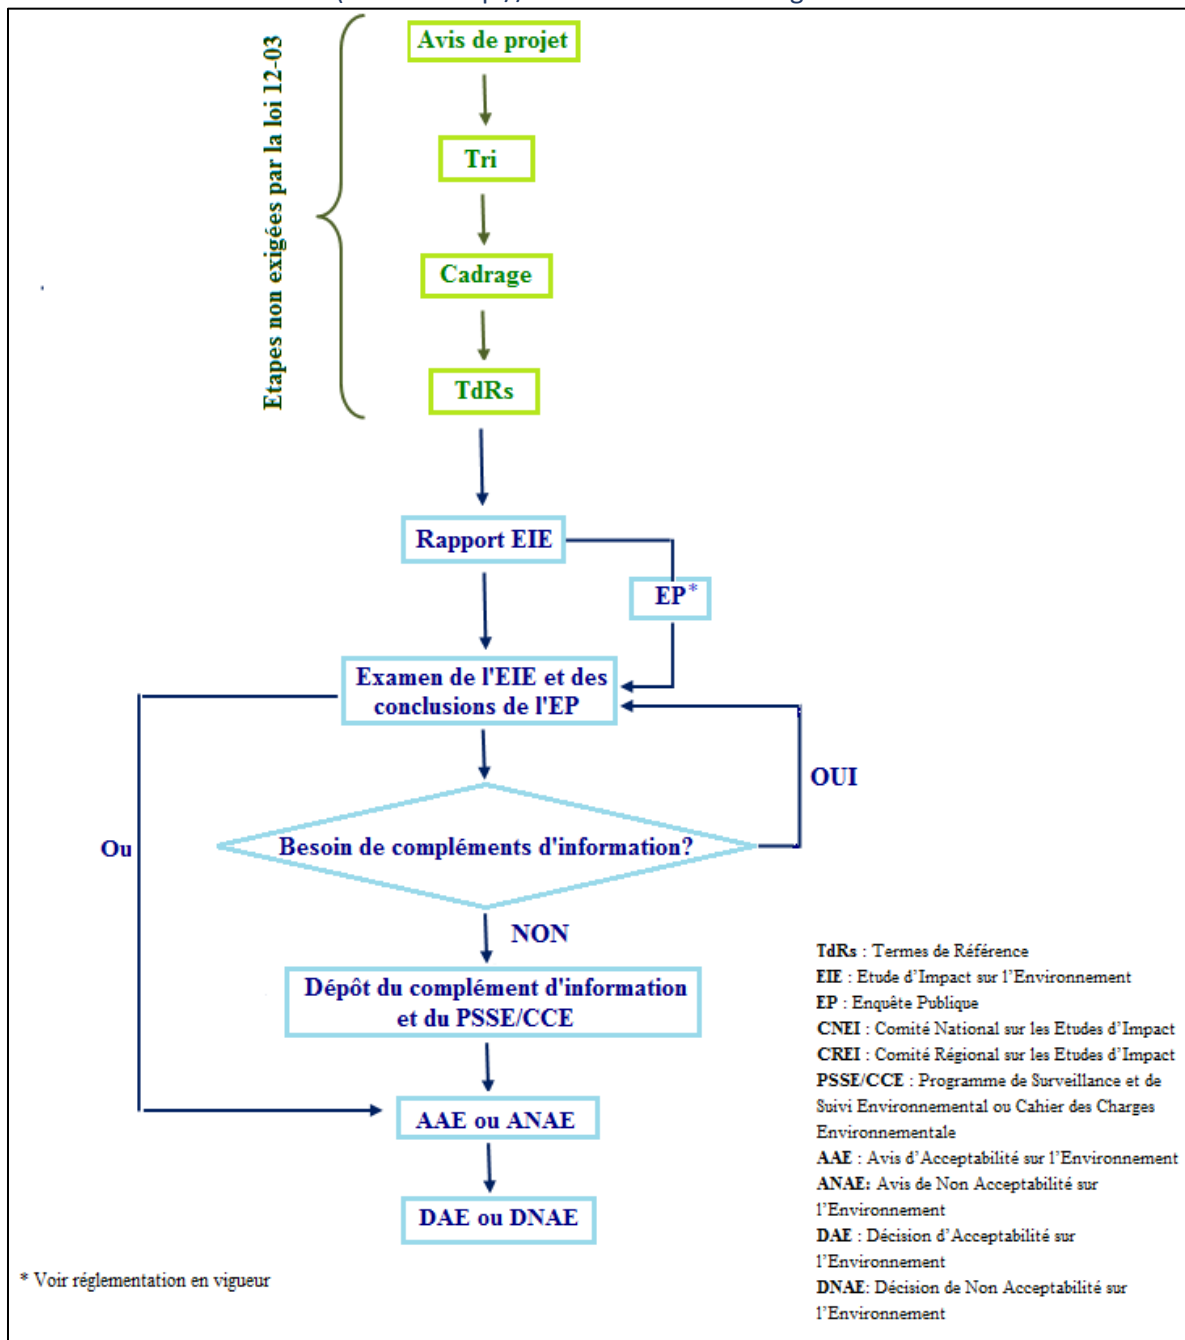 Avis de projet
Etapes non exigées par la loi 12-03
Tri
Cadrage
TdRs
Rapport EIE
EP*
Examen de l'EIE et des
conclusions de l'EP
OUI
Ou
Besoin de compléments d'information?
NON
Dépôt du complément d'information
et du PSSE/CCE
AAE ou ANAE
DAE ou DNAE
TdRs : Termes de Référence
EIE : Etude d'Impact sur l'Environnement
EP : Enquête Publique
CNEI : Comité National sur les Etudes d'Impact
CREI : Comité Régional sur les Etudes d'Impact
PSSE/CCE : Programme de Surveillance et de
Suivi Environnemental ou Cahier des Charges
Environnementale
AAE : Avis d'Acceptabilité sur l'Environnement
ANAE: Avis de Non Acceptabilité sur
l'Environnement
DAE : Décision d'Acceptabilité sur
l'Environnement
DNAE: Décision de Non Acceptabilité sur
l'Environnement
* Voir réglementation en vigueur